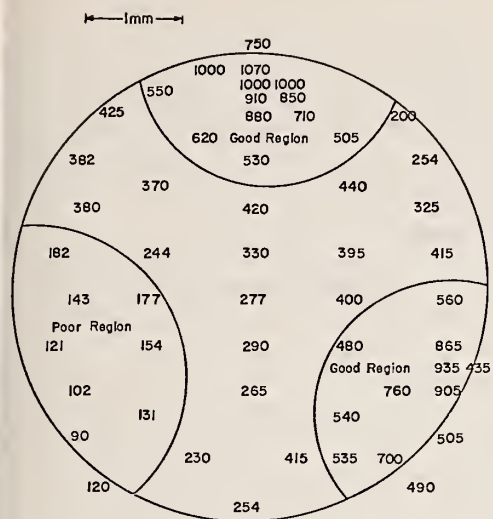 1mm
750
1000 1070
1000 1000
550 910 850
425 880 710 200
620 Good Region 505
382 530 254
370 440
380 420 325
182 244 330 395 415
143 177 277 400 560
Poor Region
121 154 290 480 865
Good Region 935 435
102 265 760 905
131 540
90 505
230 415 535 700
120 490
254